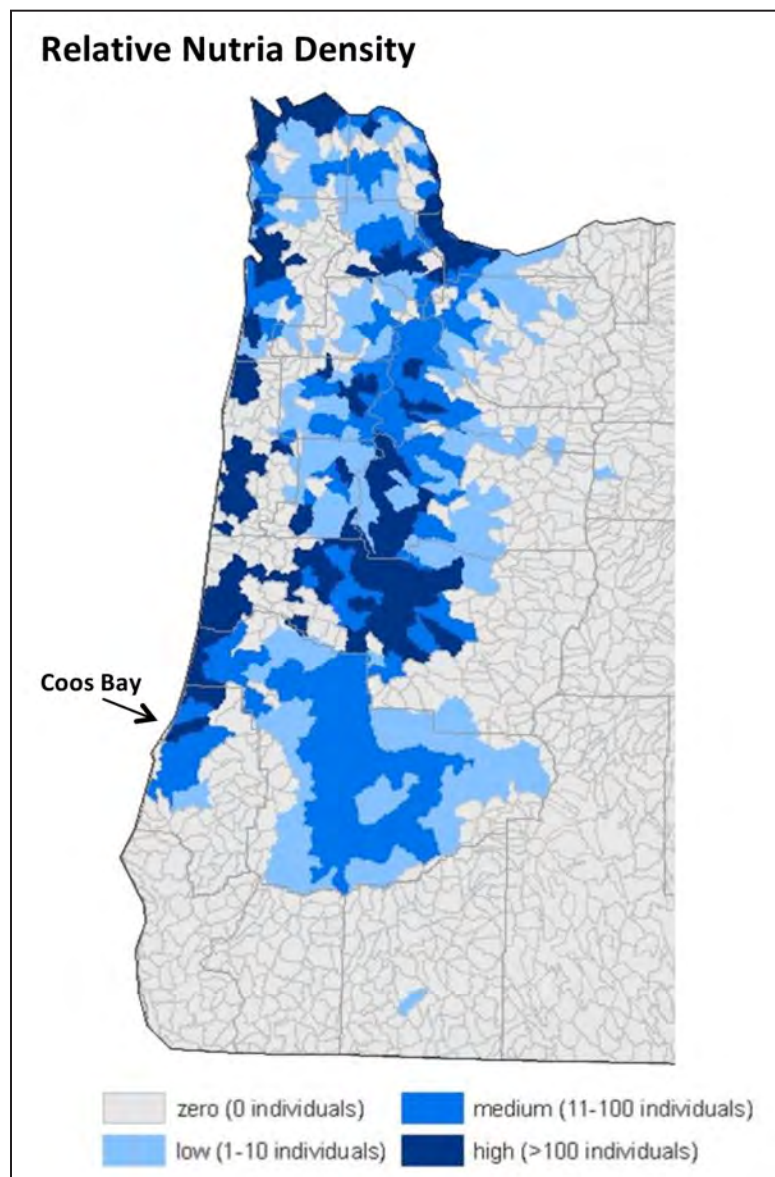 Relative Nutria Density
Coos Bay
zero (0 individuals)
medium (11-100 individuals)
low (1-10 individuals)
high (>100 individuals)